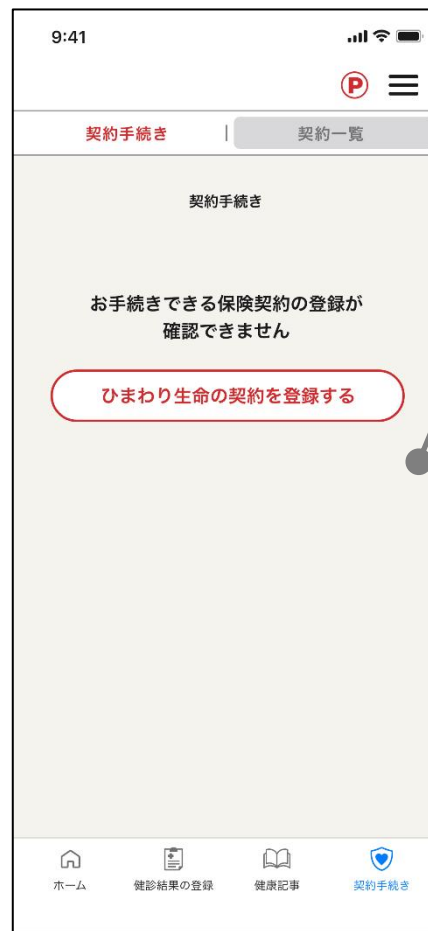 9:41
P
契約手続き | 契約一覧
契約手続き
お手続きできる保険契約の登録が
確認できません
ひまわり生命の契約を登録する
ホーム 健診結果の登録 健康記事 契約手続き